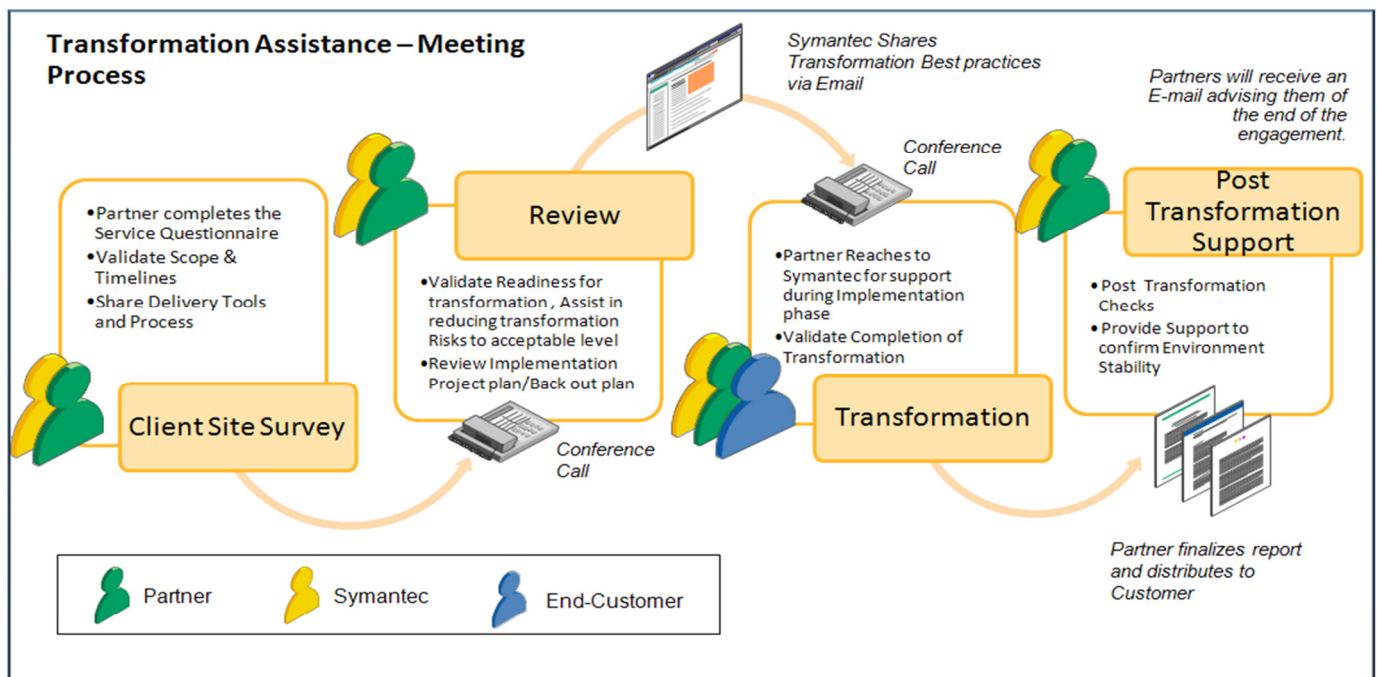 Transformation Assistance – Meeting
Process
•Partner completes the
Service Questionnaire
•Validate Scope &
Timelines
•Share Delivery Tools
and Process
Client Site Survey
Review
•Validate Readiness for
transformation , Assist in
reducing transformation
Risks to acceptable level
•Review Implementation
Project plan/Back out plan
Conference
Call
Symantec Shares
Transformation Best practices
via Email
Conference
Call
•Partner Reaches to
Symantec for support
during Implementation
phase
•Validate Completion of
Transformation
Transformation
Partners will receive an
E-mail advising them of
the end of the
engagement.
Post
Transformation
Support
• Post Transformation
Checks
• Provide Support to
confirm Environment
Stability
Partner finalizes report
and distributes to
Customer
Partner
Symantec
End-Customer